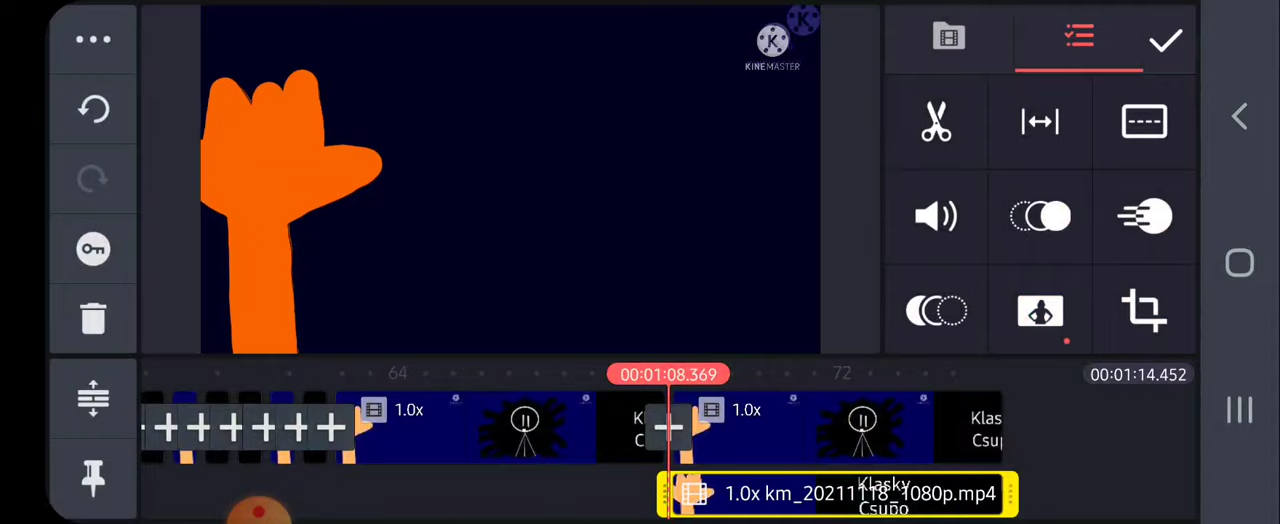 K
K
KINEMASTER
64
00:01:08.369
72
00:01:14.452
1.0x
K
C
1.0x
Klas
Csu
1.0x km_20211118_1080p.mp4
Klasky
Csupo